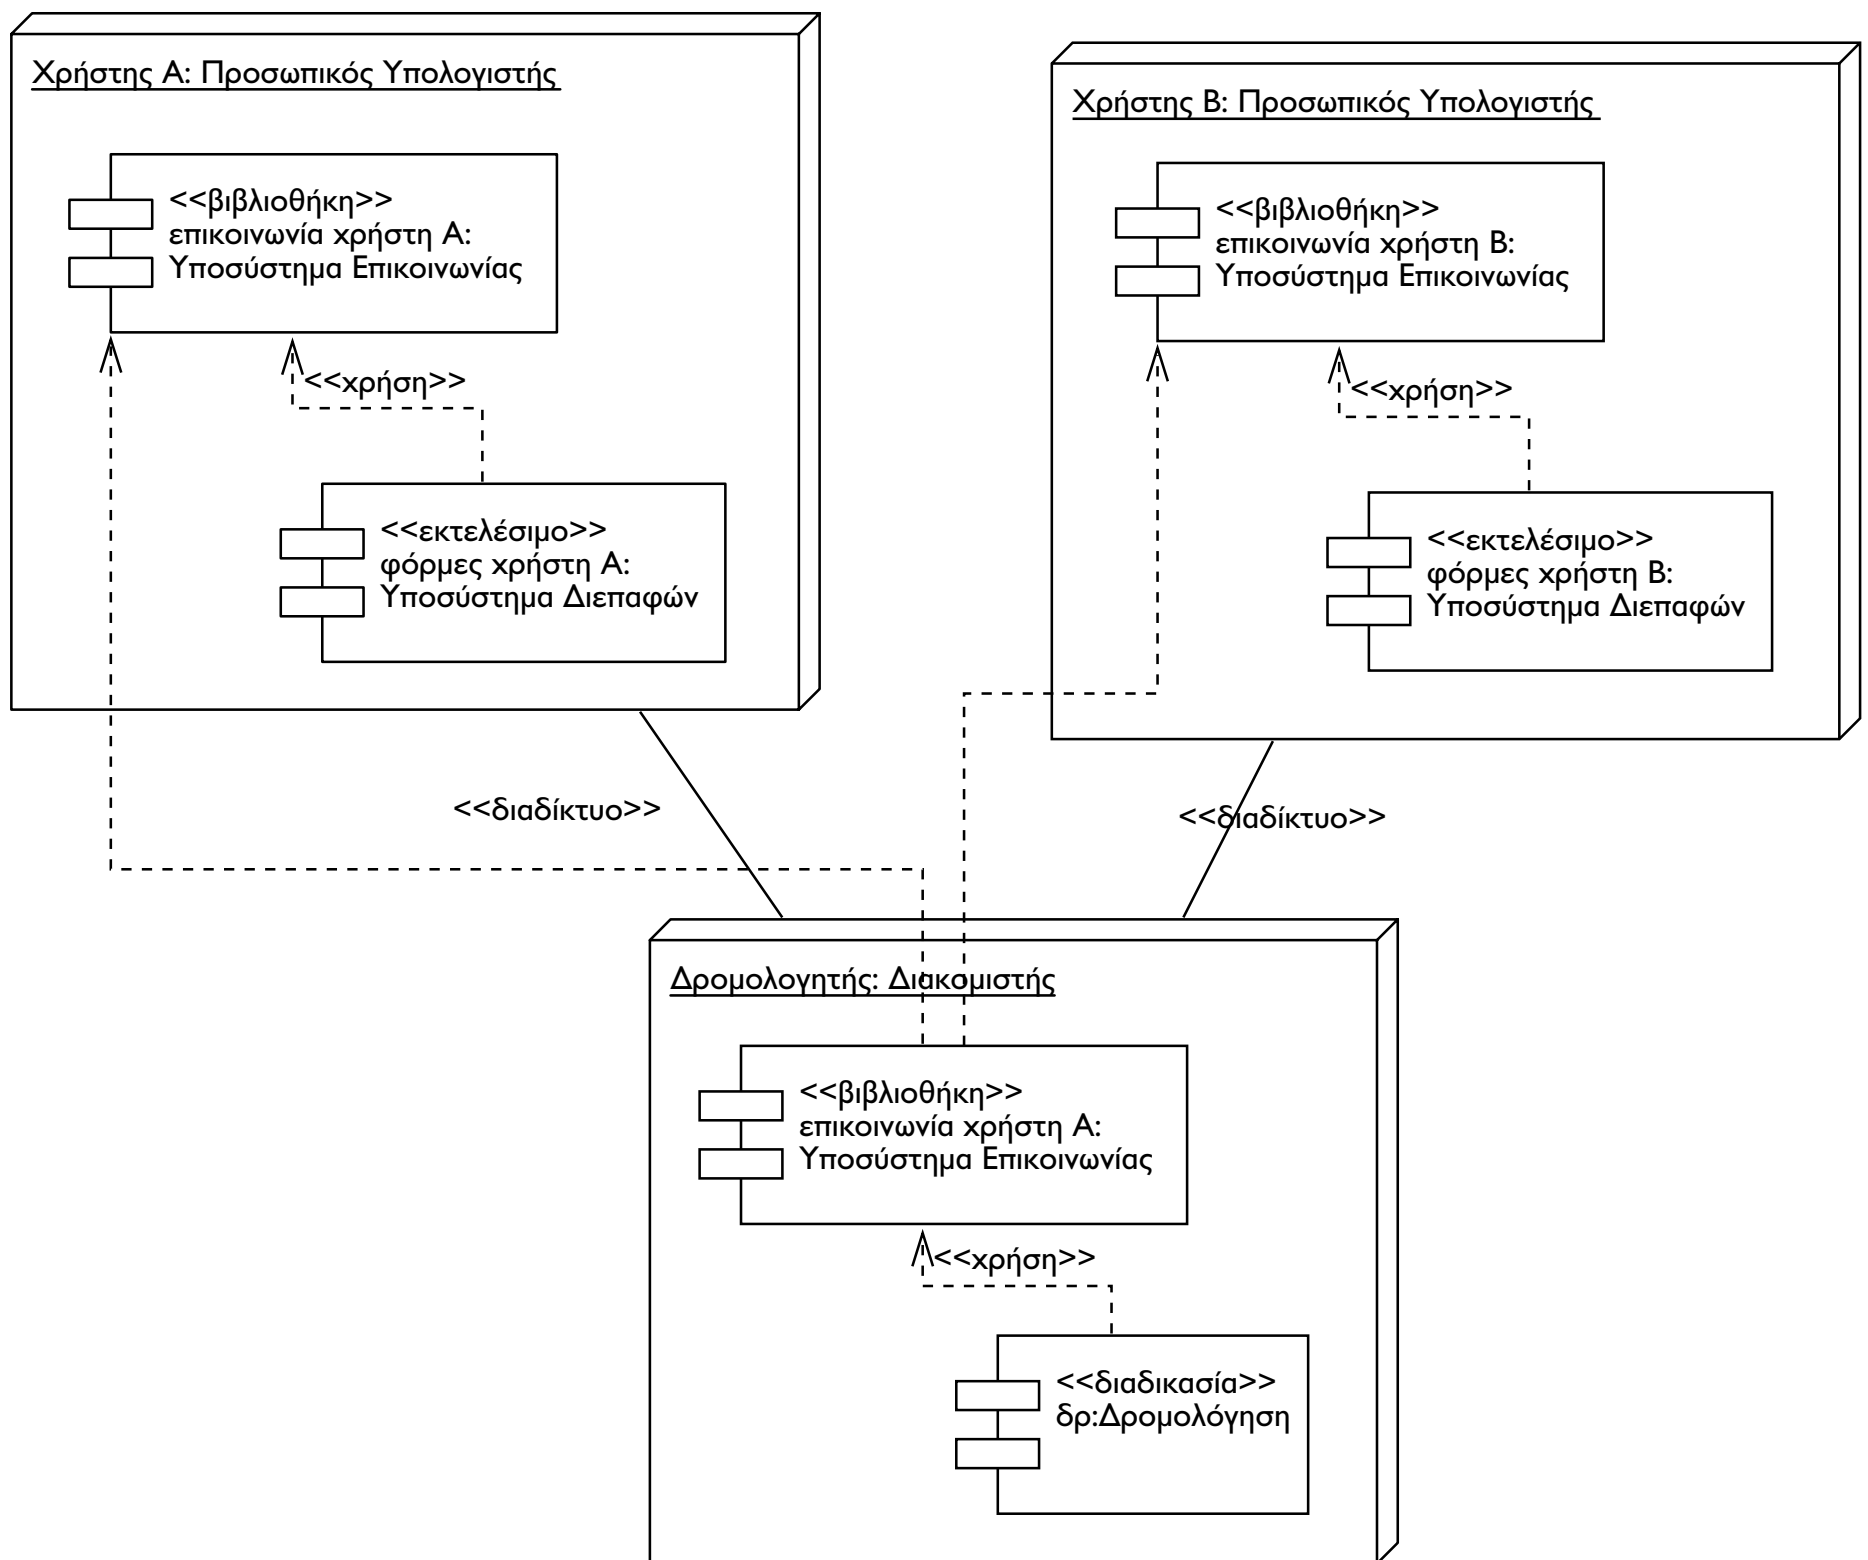 Χρήστης Α: Προσωπικός Υπολογιστής
<<βιβλιοθήκη>>
επικοινωνία χρήστη Α:
Υποσύστημα Επικοινωνίας
<<χρήση>>
<<εκτελέσιμο>>
φόρμες χρήστη Α:
Υποσύστημα Διεπαφών
Χρήστης Β: Προσωπικός Υπολογιστής
<<βιβλιοθήκη>>
επικοινωνία χρήστη Β:
Υποσύστημα Επικοινωνίας
<<χρήση>>
<<εκτελέσιμο>>
φόρμες χρήστη Β:
Υποσύστημα Διεπαφών
<<διαδίκτυο>>
<<διαδίκτυο>>
Δρομολογητής: Διακομιστής
<<βιβλιοθήκη>>
επικοινωνία χρήστη Α:
Υποσύστημα Επικοινωνίας
<<χρήση>>
<<διαδικασία>>
δρ:Δρομολόγηση